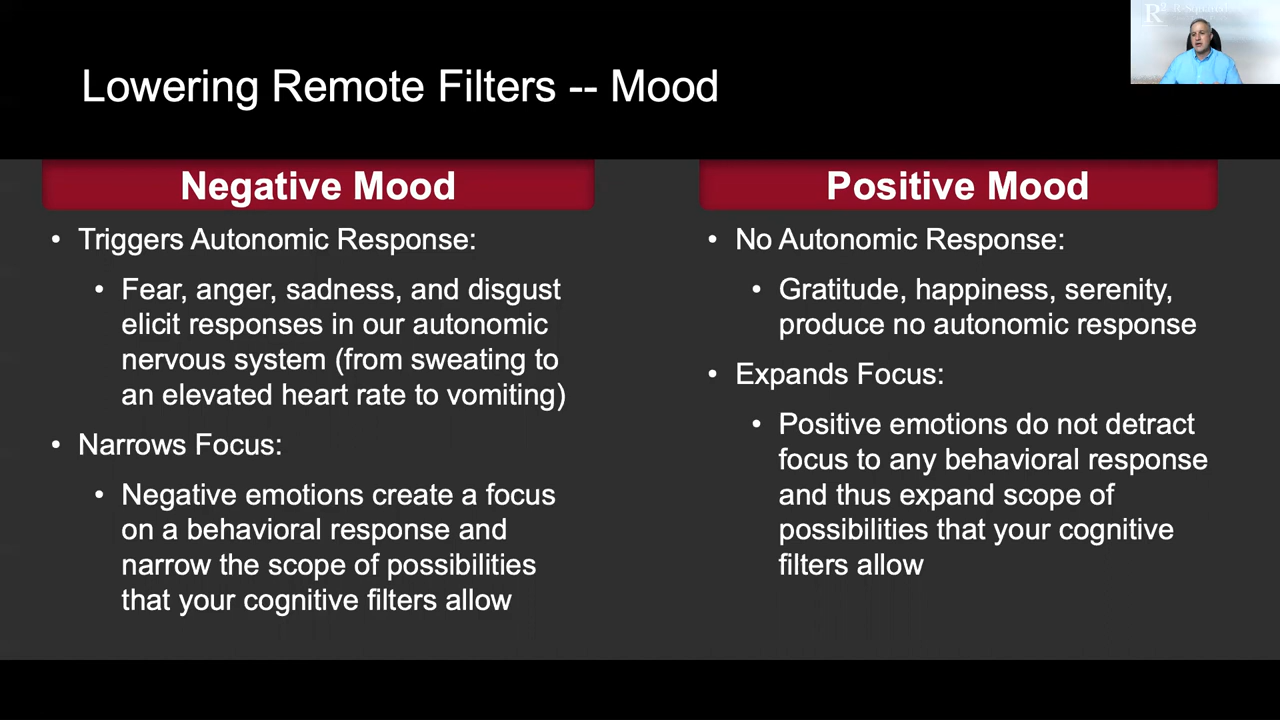 R²
Lowering Remote Filters -- Mood
Negative Mood
• Triggers Autonomic Response:
• Fear, anger, sadness, and disgust
elicit responses in our autonomic
nervous system (from sweating to
an elevated heart rate to vomiting)
• Narrows Focus:
• Negative emotions create a focus
on a behavioral response and
narrow the scope of possibilities
that your cognitive filters allow
Positive Mood
• No Autonomic Response:
• Gratitude, happiness, serenity,
produce no autonomic response
• Expands Focus:
• Positive emotions do not detract
focus to any behavioral response
and thus expand scope of
possibilities that your cognitive
filters allow